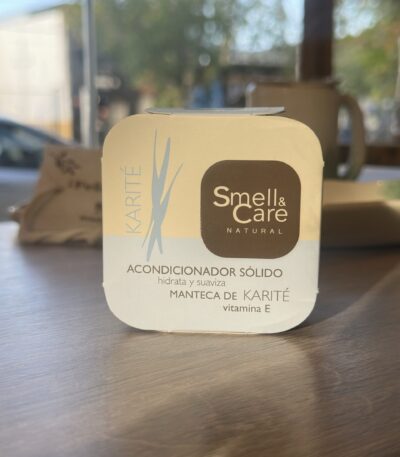 KARITÉ
Smell&
Care
NATURAL
ACONDICIONADOR SÓLIDO
hidrata y suaviza
MANTECA DE KARITÉ
vitamina E